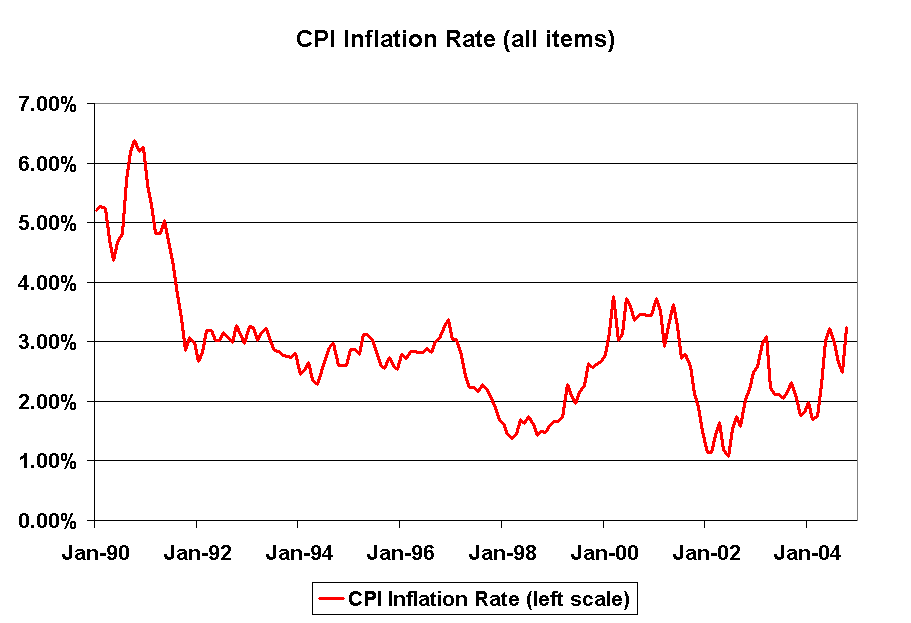 CPI Inflation Rate (all items)
7.00%
6.00%
5.00%
4.00%
3.00%
2.00%
1.00%
0.00%
Jan-90 Jan-92 Jan-94 Jan-96 Jan-98 Jan-00 Jan-02 Jan-04
CPI Inflation Rate (left scale)